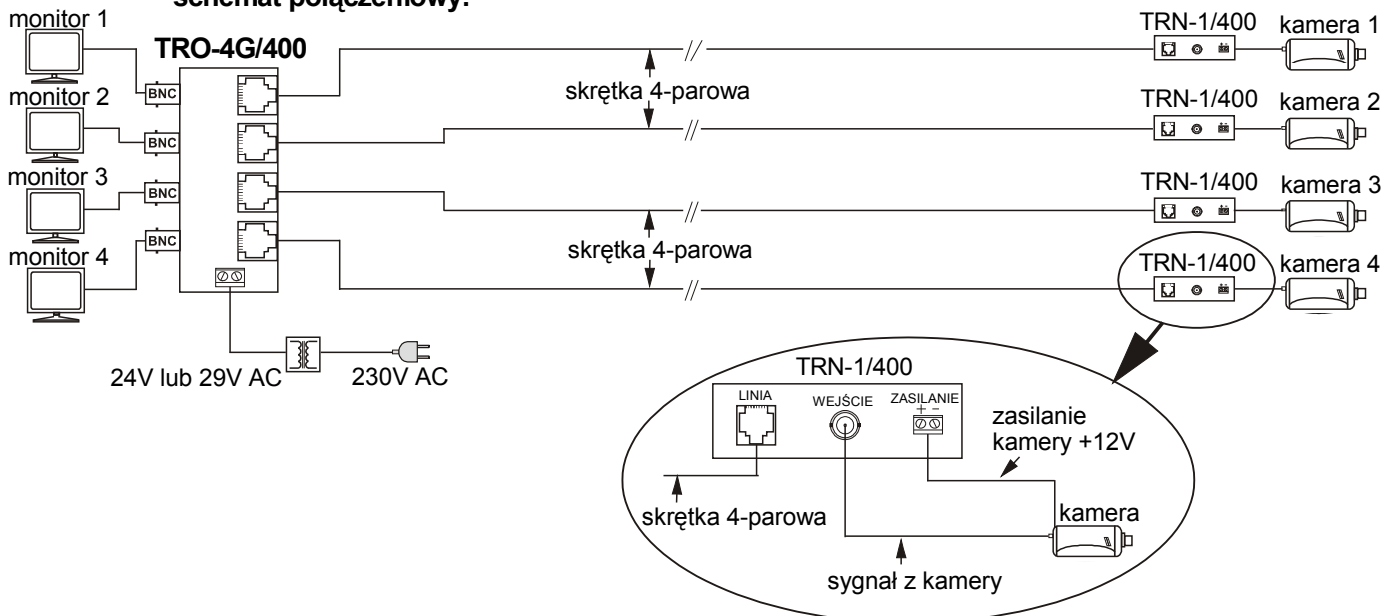 schemat połączeniowy:
monitor 1
TRO-4G/400
TRN-1/400
kamera 1
BNC
skrętka 4-parowa
monitor 2
TRN-1/400
kamera 2
BNC
monitor 3
TRN-1/400
kamera 3
BNC
BNC
skrętka 4-parowa
monitor 4
TRN-1/400
kamera 4
24V lub 29V AC
230V AC
TRN-1/400
LINIA
WEJŚCIE
ZASILANIE
+ -
zasilanie
kamery +12V
skrętka 4-parowa
kamera
sygnał z kamery